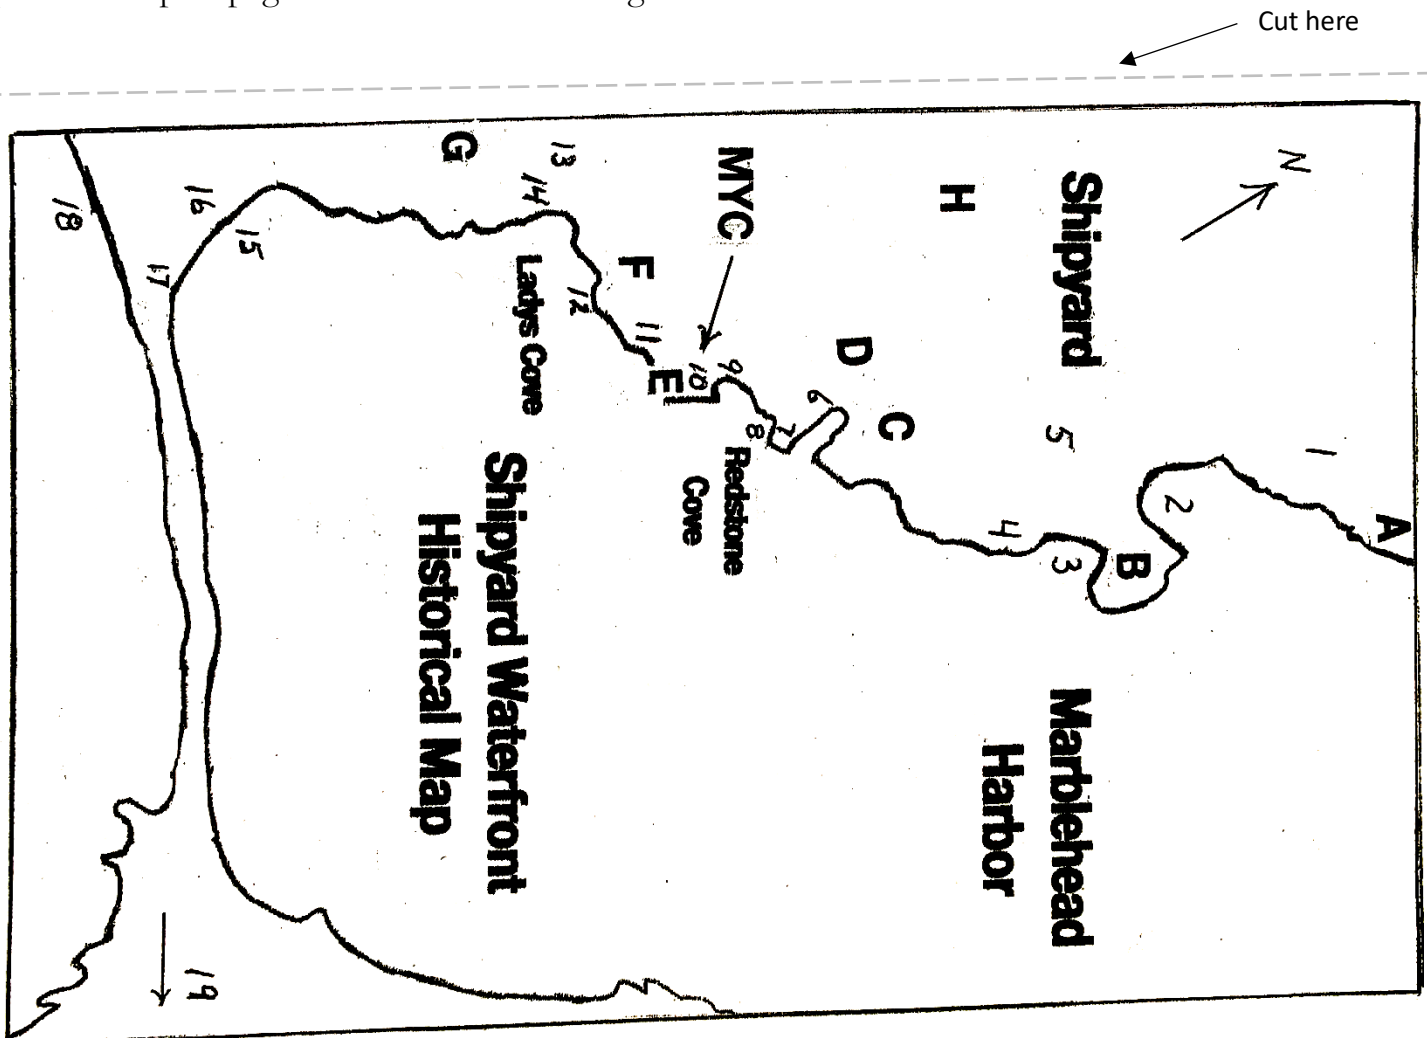 Cut here
N
Shipyard
H
MYC
G
13
14
16
18
15
17
F
12
11
Ladys Cove
E
10
9
D
6
C
7
8
Redstone
Cove
5
1
2
A
4
3
B
Marblehead
Harbor
Shipyard Waterfront
Historical Map
19